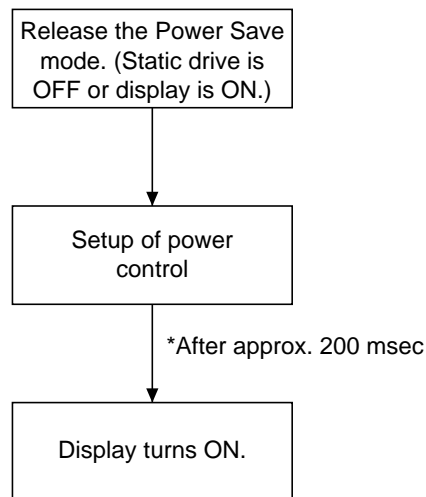 Release the Power Save
mode. (Static drive is
OFF or display is ON.)
Setup of power
control
*After approx. 200 msec
Display turns ON.